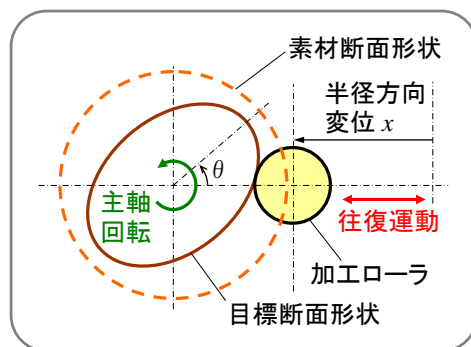 素材断面形状
半径方向
変位 x
θ
主軸
回転
往復運動
加工ローラ
目標断面形状